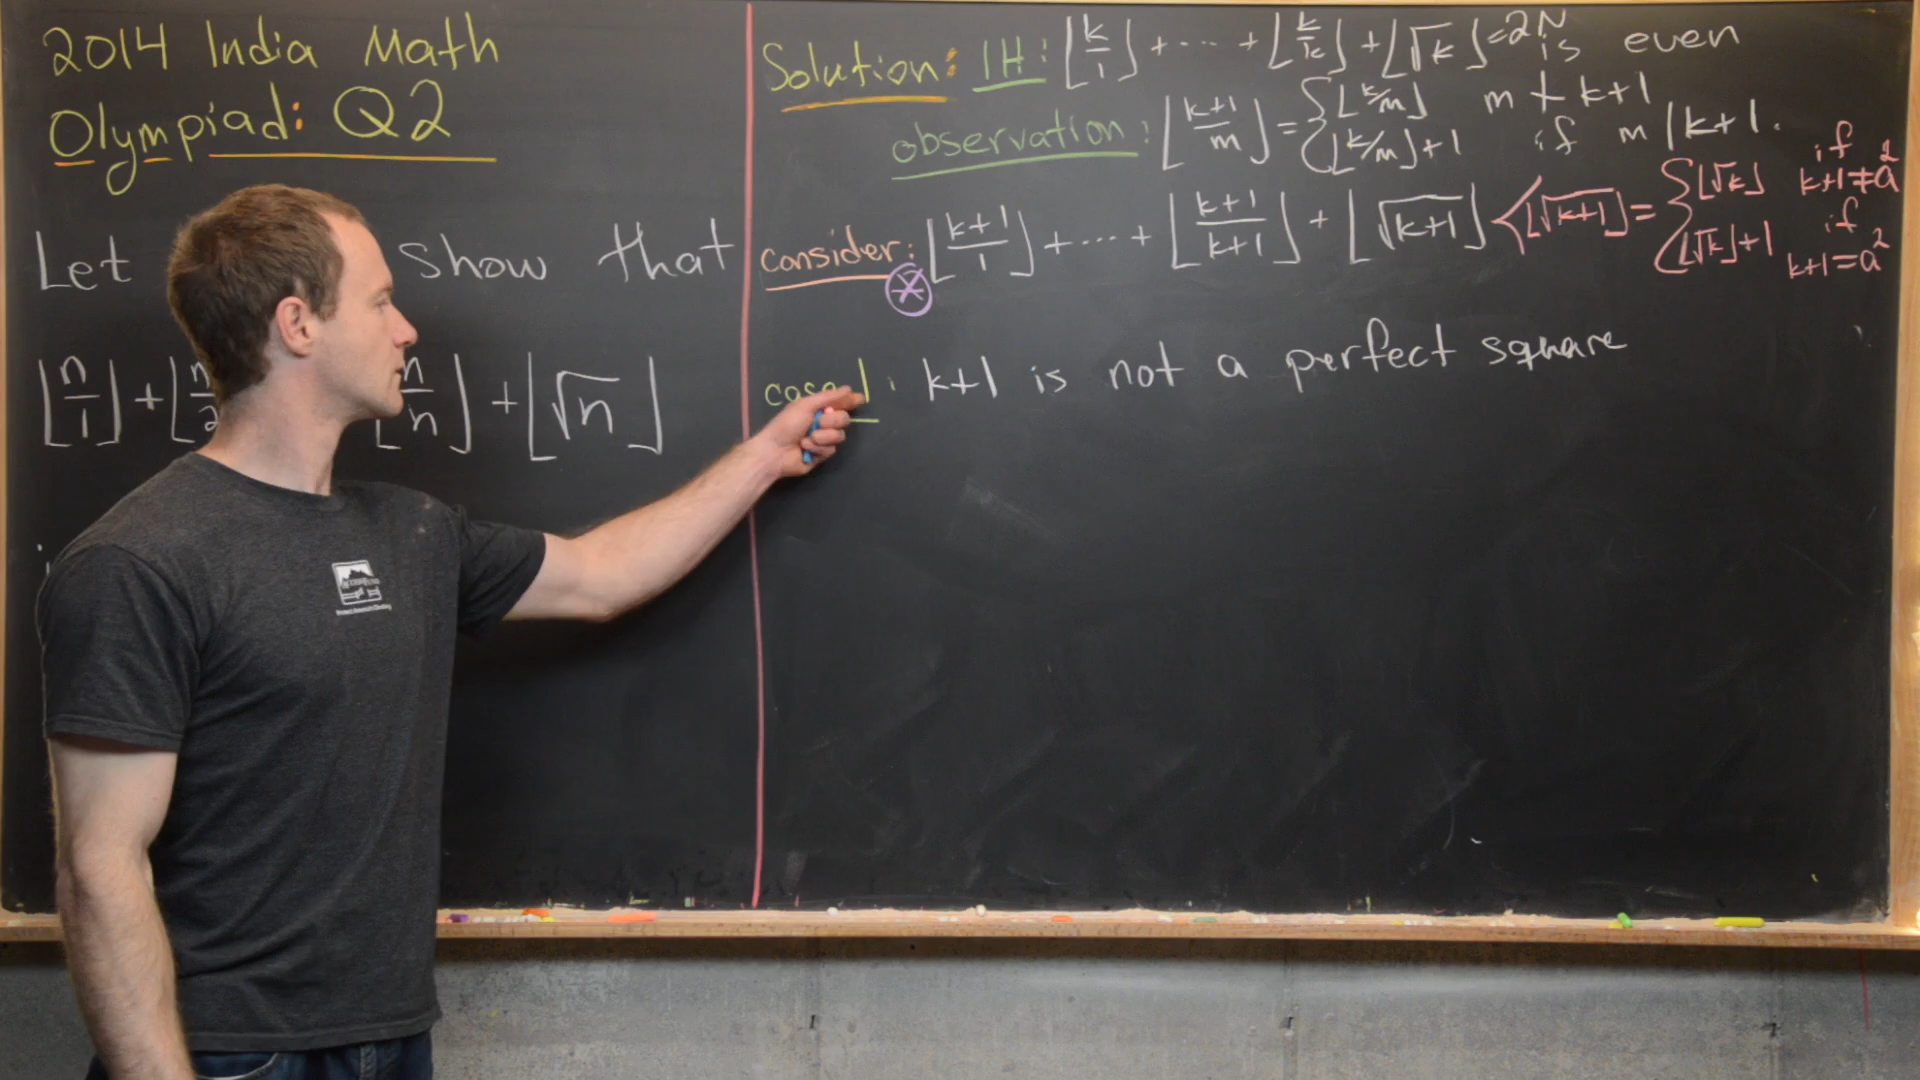 2014 India Math
Olympiad: Q2
Let show that
⌊n/1⌋ + ⌊n/2 n/n⌋ + ⌊√n⌋
Solution: IH: ⌊k/1⌋ + ⋯ + ⌊k/k⌋ + ⌊√k⌋ = 2N is even
observation: ⌊(k+1)/m⌋ = { ⌊k/m⌋ m ∤ k+1
⌊k/m⌋+1 if m | k+1.
consider: ⌊(k+1)/1⌋ + ⋯ + ⌊(k+1)/(k+1)⌋ + ⌊√(k+1)⌋ < ⌊√(k+1)⌋ = { ⌊√k⌋ if k+1≠a²
⌊√k⌋+1 if k+1=a²
*
case 1: k+1 is not a perfect square